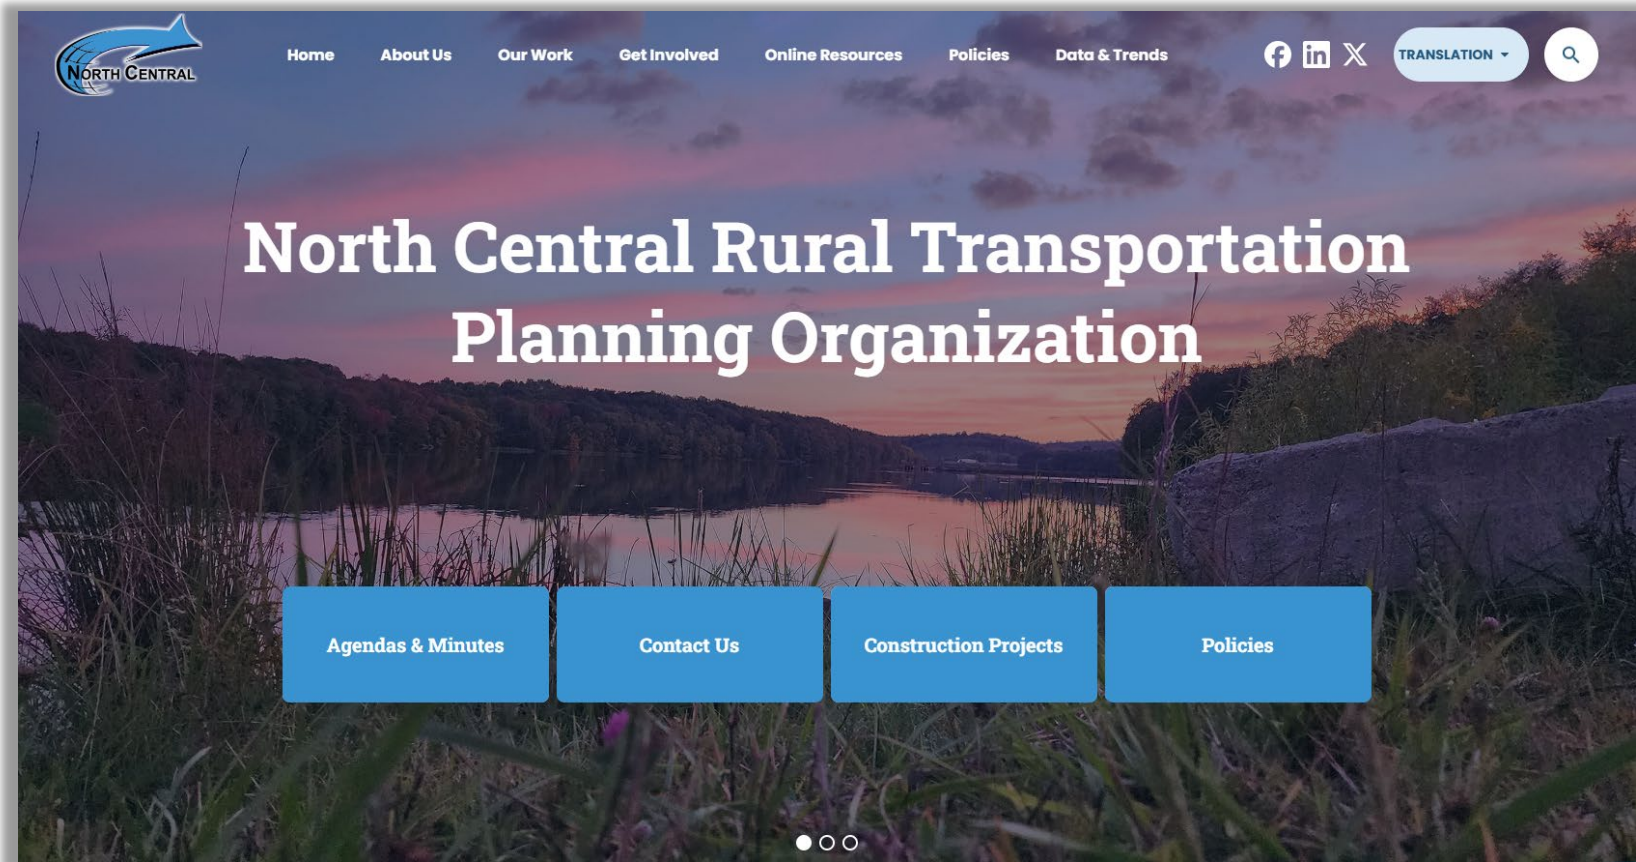 NORTH CENTRAL
Home
About Us
Our Work
Get Involved
Online Resources
Policies
Data & Trends
TRANSLATION
North Central Rural Transportation
Planning Organization
Agendas & Minutes
Contact Us
Construction Projects
Policies